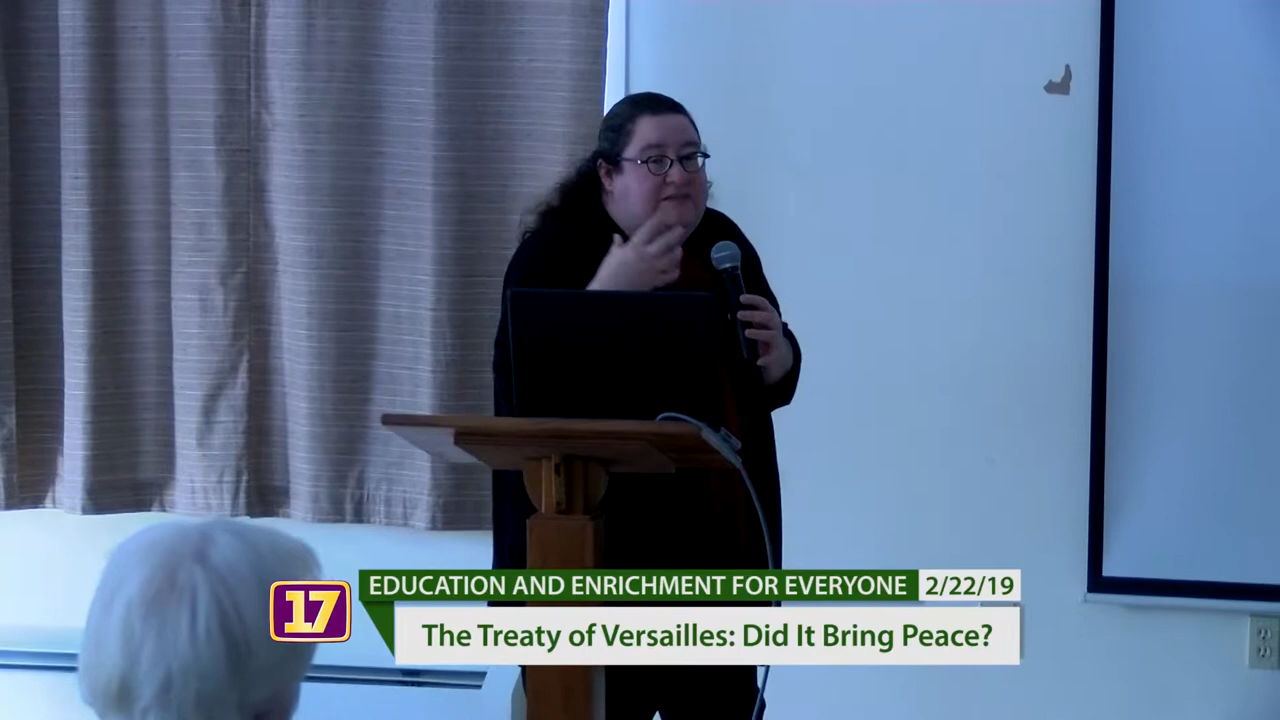 EDUCATION AND ENRICHMENT FOR EVERYONE 2/22/19
17
The Treaty of Versailles: Did It Bring Peace?